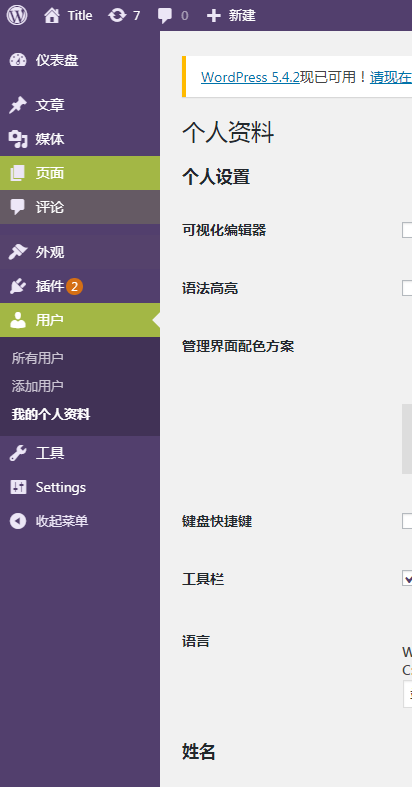 Title 7 0 新建
仪表盘
文章
媒体
页面
评论
外观
插件 2
用户
所有用户
添加用户
我的个人资料
工具
Settings
收起菜单
WordPress 5.4.2现已可用！请现在
个人资料
个人设置
可视化编辑器
语法高亮
管理界面配色方案
键盘快捷键
工具栏
语言
姓名